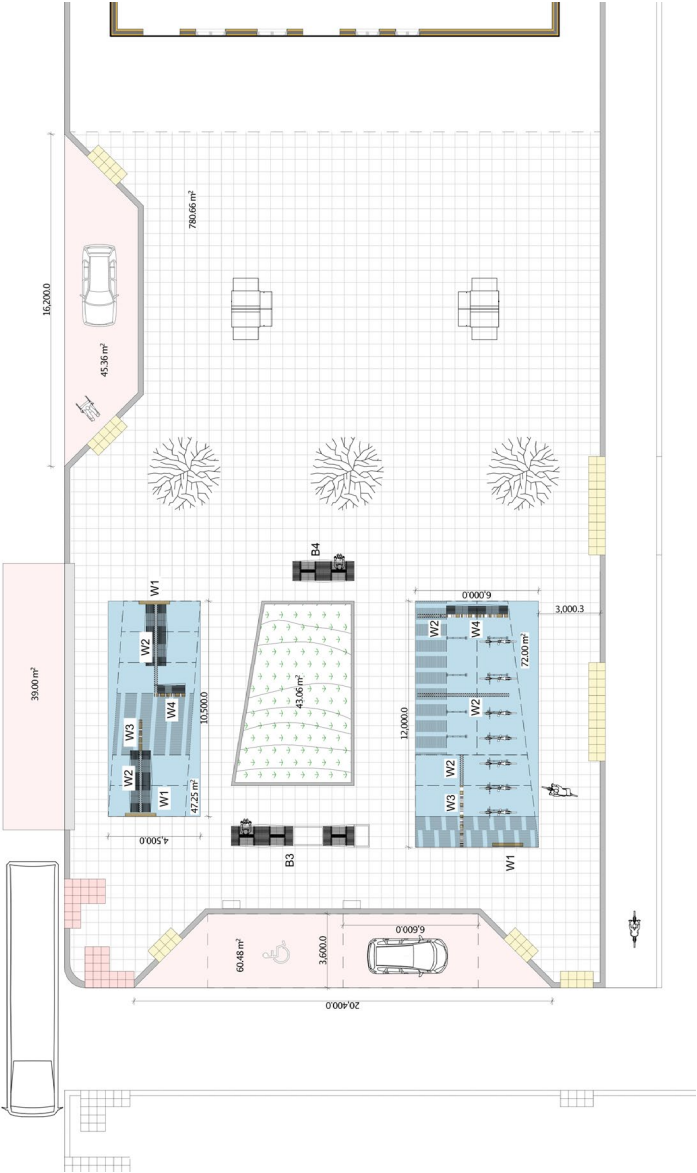 780.66 m²
16,200.0
45.36 m²
B4
39.00 m²
W1
W2
W4
W3
W2
W1
10,500.0
47.25 m²
4,500.0
43.06 m²
B3
6,000.0
3,000.3
W2
W4
72.00 m²
W2
12,000.0
W2
W3
W1
60.48 m²
3,600.0
6,600.0
20,400.0